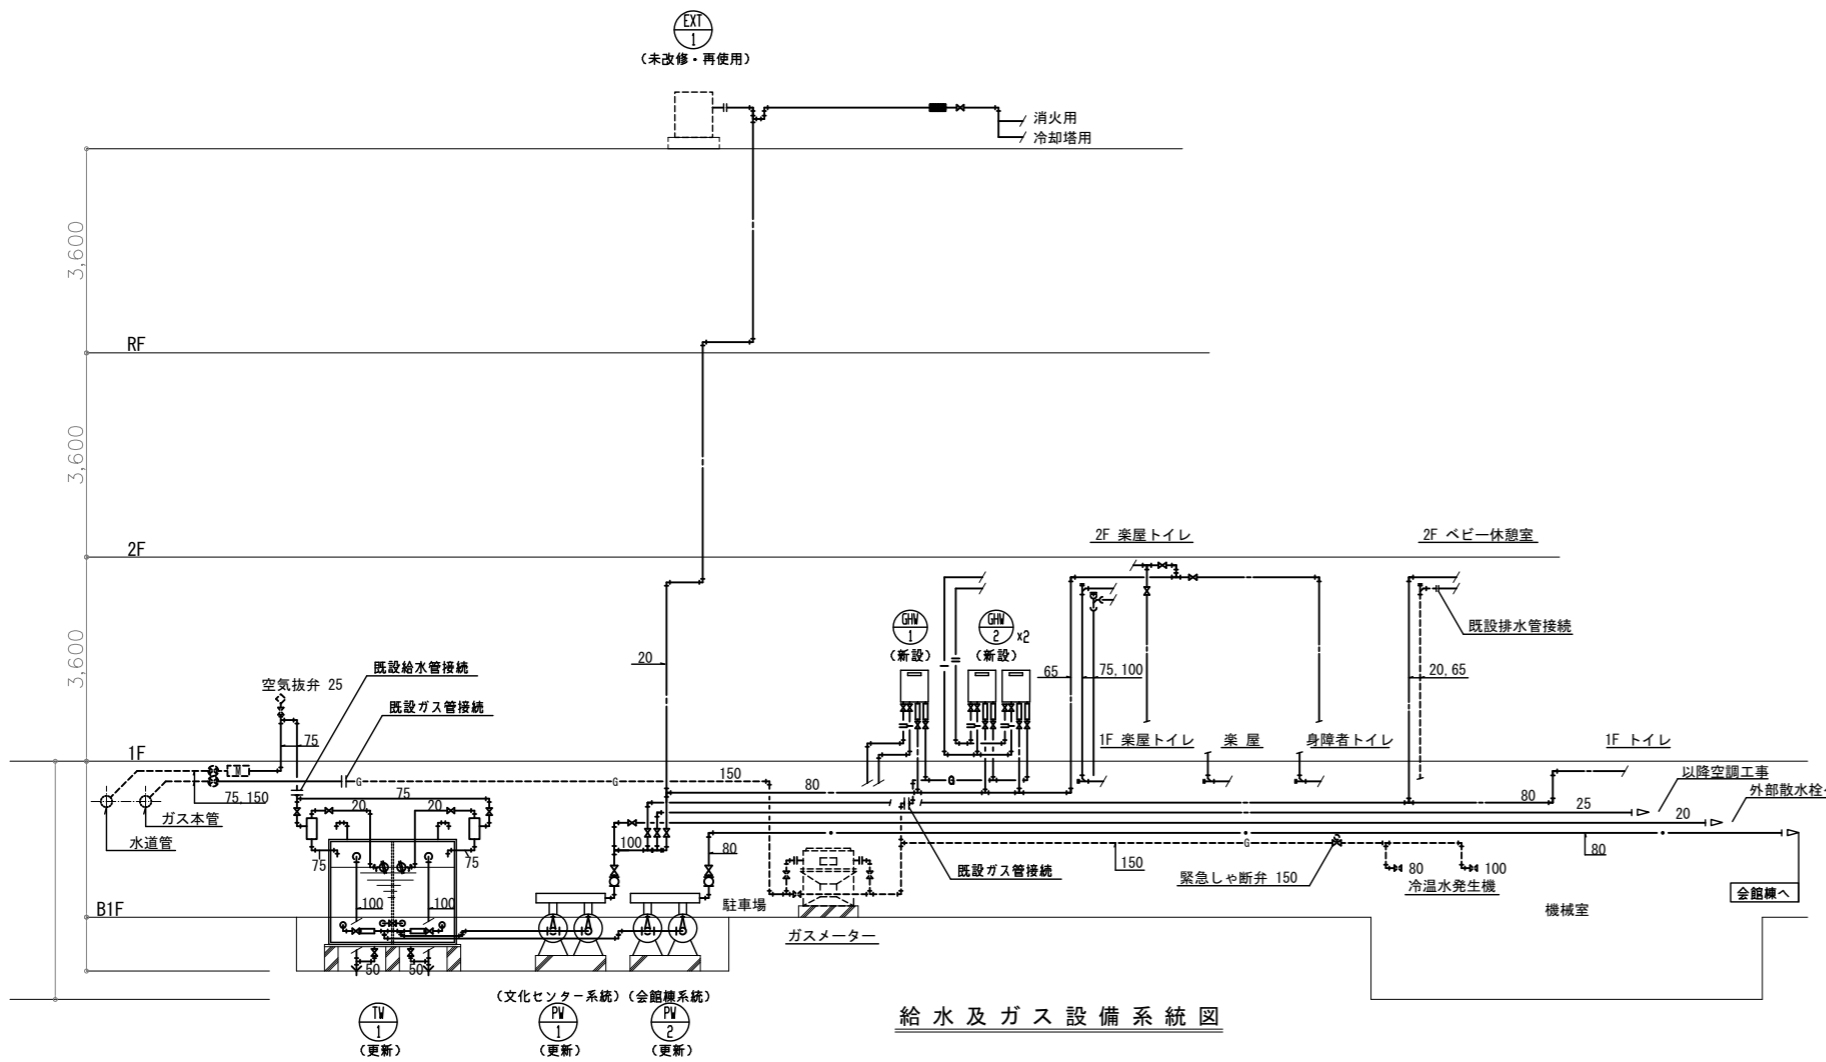 EXT
1
(未改修・再使用)
消火用
冷却塔用
3,600
RF
3,600
2F
2F 楽屋トイレ
2F ベビー休憩室
既設排水管接続
GHW
1
(新設)
GHW
2
x2
(新設)
3,600
20
65
75,100
20,65
既設給水管接続
空気抜弁 25
既設ガス管接続
75
1F
1F 楽屋トイレ
楽 屋
身障者トイレ
1F トイレ
以降空調工事
外部散水栓へ
G
G
150
G
80
80
25
20
75,150
ガス本管
水道管
75
20
20
75
75
100
80
150
G
80
緊急しゃ断弁 150
80
100
冷温水発生機
既設ガス管接続
会館棟へ
100
100
B1F
駐車場
ガスメーター
機械室
50
50
(文化センター系統)
(会館棟系統)
TW
1
(更新)
PW
1
(更新)
PW
2
(更新)
給水及ガス設備系統図